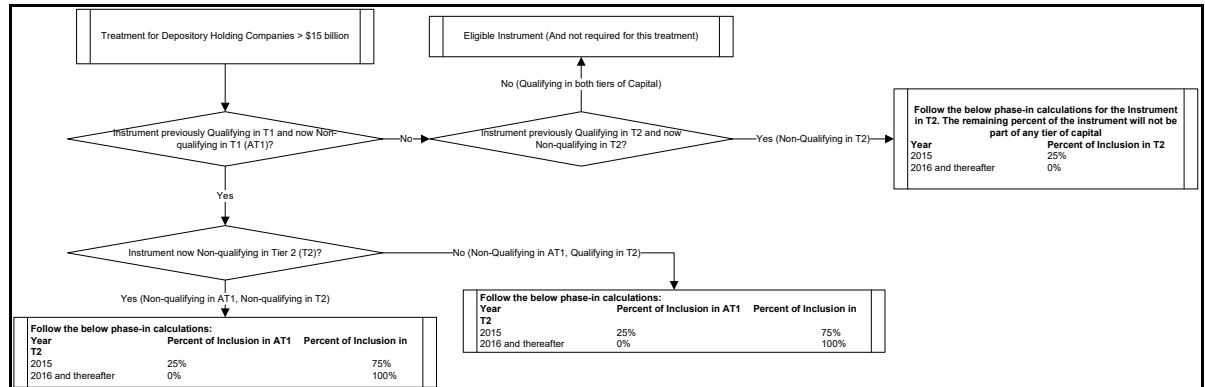 Treatment for Depository Holding Companies > $15 billion
Eligible Instrument (And not required for this treatment)
No (Qualifying in both tiers of Capital)
Instrument previously Qualifying in T1 and now Non-
qualifying in T1 (AT1)?
No
Instrument previously Qualifying in T2 and now
Non-qualifying in T2?
Yes (Non-Qualifying in T2)
Follow the below phase-in calculations for the Instrument
in T2. The remaining percent of the instrument will not be
part of any tier of capital
Year Percent of Inclusion in T2
2015 25%
2016 and thereafter 0%
Yes
Instrument now Non-qualifying in Tier 2 (T2)?
No (Non-Qualifying in AT1, Qualifying in T2)
Yes (Non-qualifying in AT1, Non-qualifying in T2)
Follow the below phase-in calculations:
Year Percent of Inclusion in AT1 Percent of Inclusion in
T2
2015 25% 75%
2016 and thereafter 0% 100%
Follow the below phase-in calculations:
Year Percent of Inclusion in AT1 Percent of Inclusion in
T2
2015 25% 75%
2016 and thereafter 0% 100%